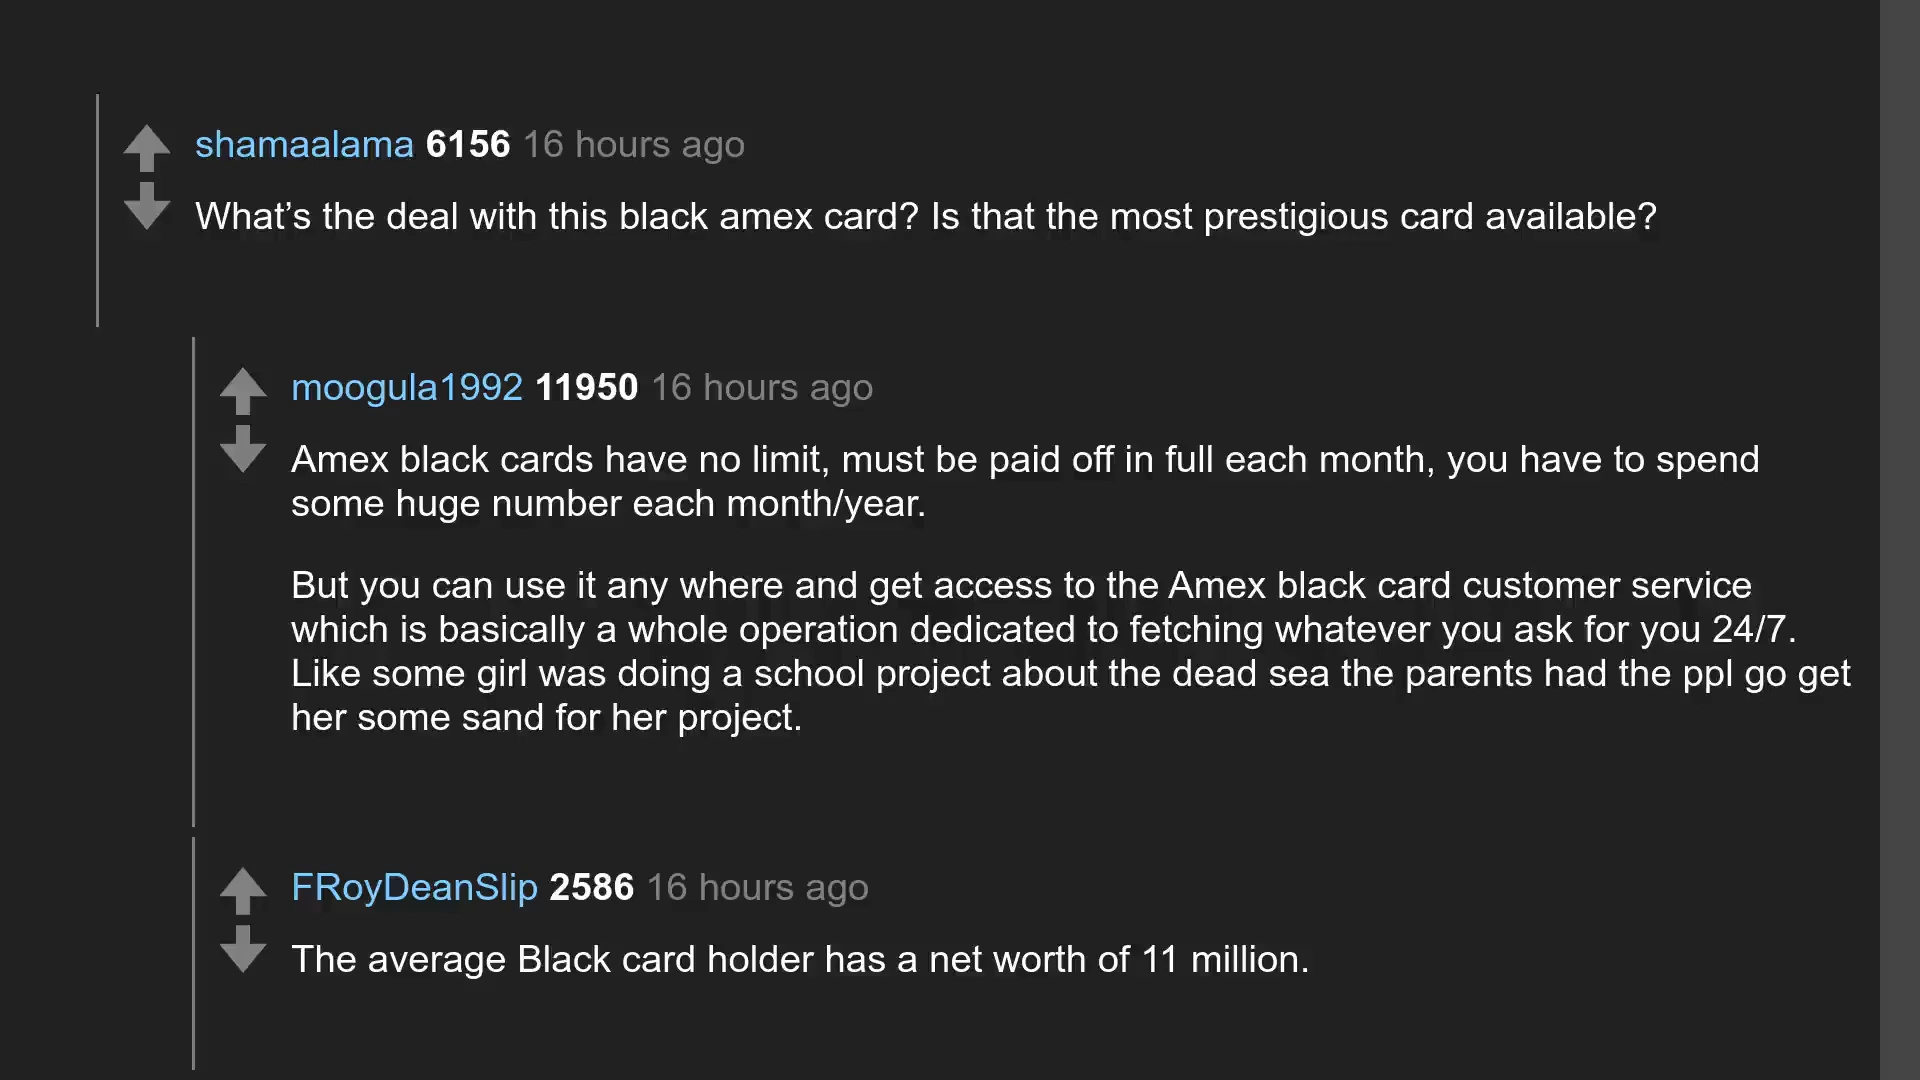 shamaalama 6156 16 hours ago
What’s the deal with this black amex card? Is that the most prestigious card available?
moogula1992 11950 16 hours ago
Amex black cards have no limit, must be paid off in full each month, you have to spend
some huge number each month/year.
But you can use it any where and get access to the Amex black card customer service
which is basically a whole operation dedicated to fetching whatever you ask for you 24/7.
Like some girl was doing a school project about the dead sea the parents had the ppl go get
her some sand for her project.
FRoyDeanSlip 2586 16 hours ago
The average Black card holder has a net worth of 11 million.